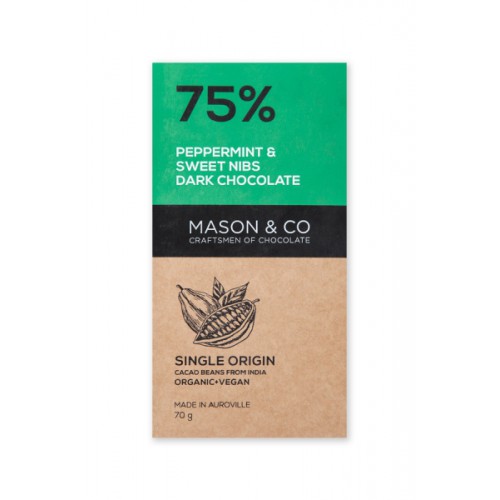 75%
PEPPERMINT &
SWEET NIBS
DARK CHOCOLATE
MASON & CO
CRAFTSMEN OF CHOCOLATE
SINGLE ORIGIN
CACAO BEANS FROM INDIA
ORGANIC+VEGAN
MADE IN AUROVILLE
70 g